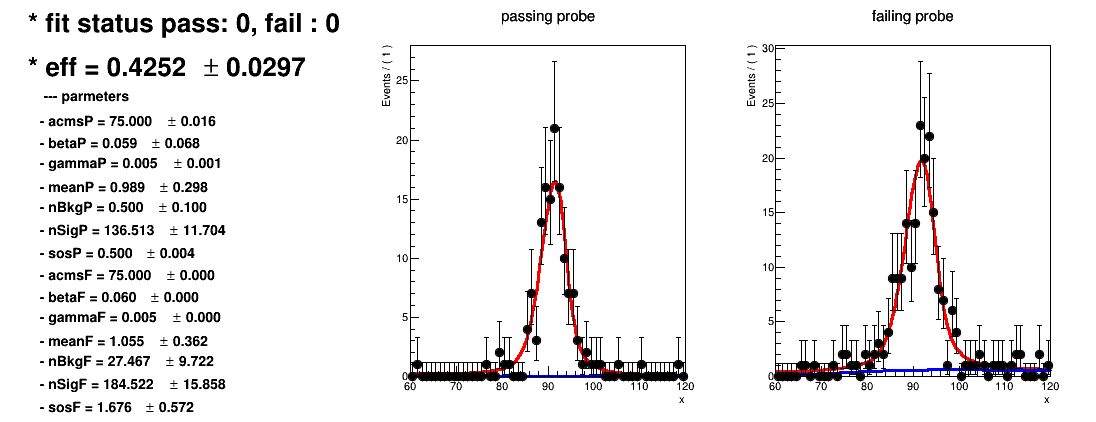 * fit status pass: 0, fail : 0
* eff = 0.4252 ± 0.0297
--- parmeters
- acmsP = 75.000 ± 0.016
- betaP = 0.059 ± 0.068
- gammaP = 0.005 ± 0.001
- meanP = 0.989 ± 0.298
- nBkgP = 0.500 ± 0.100
- nSigP = 136.513 ± 11.704
- sosP = 0.500 ± 0.004
- acmsF = 75.000 ± 0.000
- betaF = 0.060 ± 0.000
- gammaF = 0.005 ± 0.000
- meanF = 1.055 ± 0.362
- nBkgF = 27.467 ± 9.722
- nSigF = 184.522 ± 15.858
- sosF = 1.676 ± 0.572
passing probe
Events / ( 1 )
25
20
15
10
5
0
60 70 80 90 100 110 120
x
failing probe
Events / ( 1 )
30
25
20
15
10
5
0
60 70 80 90 100 110 120
x